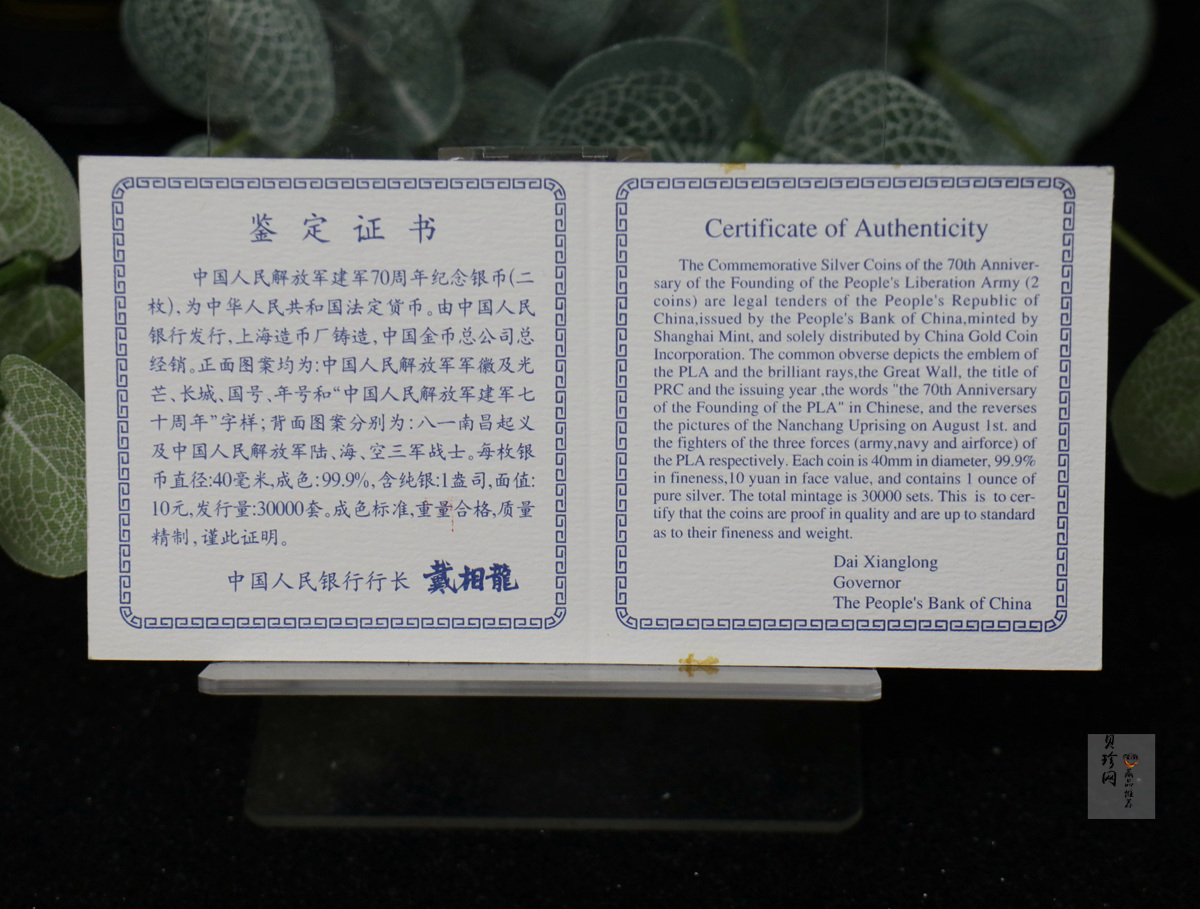 鉴定证书
中国人民解放军建军70周年纪念银币(二
枚),为中华人民共和国法定货币。由中国人民
银行发行,上海造币厂铸造,中国金币总公司总
经销。正面图案均为:中国人民解放军军徽及光
芒、长城、国号、年号和“中国人民解放军建军七
十周年”字样;背面图案分别为:八一南昌起义
及中国人民解放军陆、海、空三军战士。每枚银
币直径:40毫米,成色:99.9%,含纯银:1盎司,面值:
10元,发行量:30000套。成色标准,重量合格,质量
精制,谨此证明。
中国人民银行行长 戴相龍
Certificate of Authenticity
The Commemorative Silver Coins of the 70th Anniver-
sary of the Founding of the People's Liberation Army (2
coins) are legal tenders of the People's Republic of
China,issued by the People's Bank of China,minted by
Shanghai Mint, and solely distributed by China Gold Coin
Incorporation. The common obverse depicts the emblem of
the PLA and the brilliant rays,the Great Wall, the title of
PRC and the issuing year ,the words "the 70th Anniversary
of the Founding of the PLA" in Chinese, and the reverses
the pictures of the Nanchang Uprising on August 1st. and
the fighters of the three forces (army,navy and airforce) of
the PLA respectively. Each coin is 40mm in diameter, 99.9%
in fineness,10 yuan in face value, and contains 1 ounce of
pure silver. The total mintage is 30000 sets. This is to cer-
tify that the coins are proof in quality and are up to standard
as to their fineness and weight.
Dai Xianglong
Governor
The People's Bank of China
贝珍网
藏品推荐